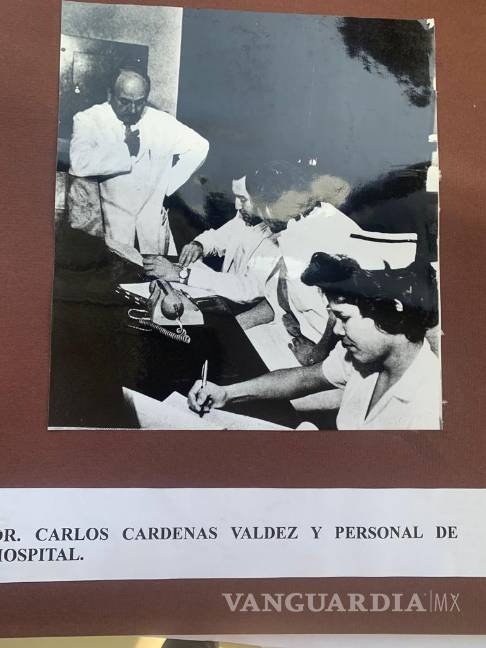 DR. CARLOS CARDENAS VALDEZ Y PERSONAL DE
HOSPITAL.
VANGUARDIA|MX